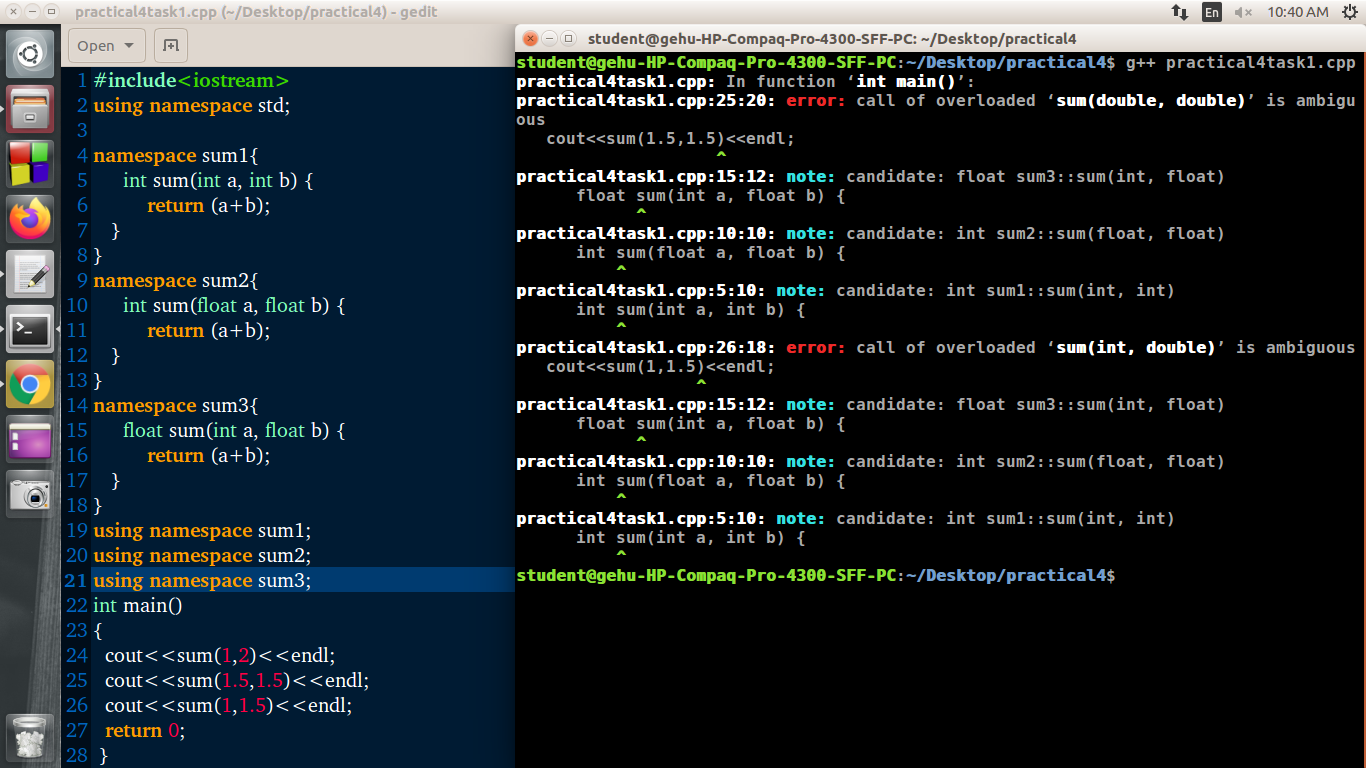 practical4task1.cpp (~/Desktop/practical4) - gedit
En
10:40 AM
Open
1 #include<iostream>
2 using namespace std;
3
4 namespace sum1{
5 int sum(int a, int b) {
6 return (a+b);
7 }
8 }
9 namespace sum2{
10 int sum(float a, float b) {
11 return (a+b);
12 }
13 }
14 namespace sum3{
15 float sum(int a, float b) {
16 return (a+b);
17 }
18 }
19 using namespace sum1;
20 using namespace sum2;
21 using namespace sum3;
22 int main()
23 {
24 cout<<sum(1,2)<<endl;
25 cout<<sum(1.5,1.5)<<endl;
26 cout<<sum(1,1.5)<<endl;
27 return 0;
28 }
student@gehu-HP-Compaq-Pro-4300-SFF-PC: ~/Desktop/practical4
student@gehu-HP-Compaq-Pro-4300-SFF-PC:~/Desktop/practical4$ g++ practical4task1.cpp
practical4task1.cpp: In function ‘int main()’:
practical4task1.cpp:25:20: error: call of overloaded ‘sum(double, double)’ is ambigu
ous
cout<<sum(1.5,1.5)<<endl;
^
practical4task1.cpp:15:12: note: candidate: float sum3::sum(int, float)
float sum(int a, float b) {
^
practical4task1.cpp:10:10: note: candidate: int sum2::sum(float, float)
int sum(float a, float b) {
^
practical4task1.cpp:5:10: note: candidate: int sum1::sum(int, int)
int sum(int a, int b) {
^
practical4task1.cpp:26:18: error: call of overloaded ‘sum(int, double)’ is ambiguous
cout<<sum(1,1.5)<<endl;
^
practical4task1.cpp:15:12: note: candidate: float sum3::sum(int, float)
float sum(int a, float b) {
^
practical4task1.cpp:10:10: note: candidate: int sum2::sum(float, float)
int sum(float a, float b) {
^
practical4task1.cpp:5:10: note: candidate: int sum1::sum(int, int)
int sum(int a, int b) {
^
student@gehu-HP-Compaq-Pro-4300-SFF-PC:~/Desktop/practical4$